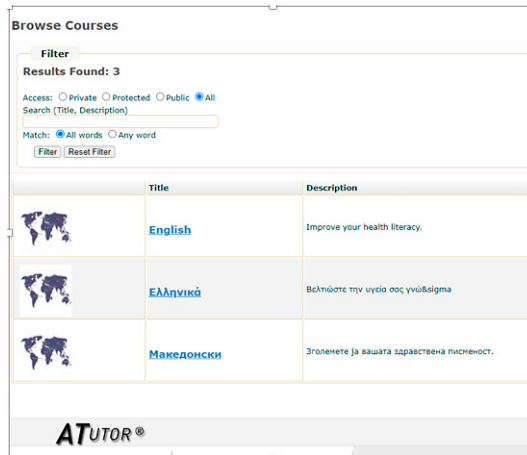 Browse Courses
Filter
Results Found: 3
Access: Private Protected Public All
Search (Title, Description)
Match: All words Any word
Filter Reset Filter
Title Description
English Improve your health literacy.
Ελληνικά Βελτιώστε την υγεία σας γνώ&sigma
Македонски Зголемете ја вашата здравствена писменост.
ATUTOR ®